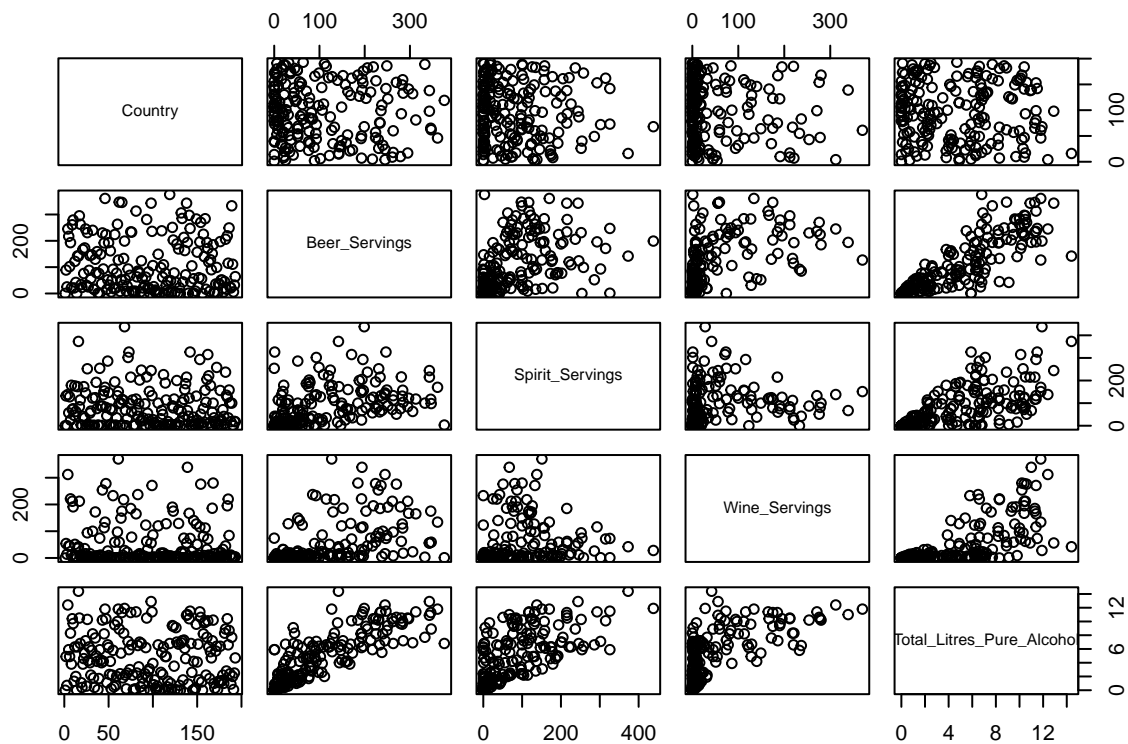 0 100 300 0 100 300
Country
0 100
0 200
Beer_Servings
Spirit_Servings
0 200
0 200
Wine_Servings
Total_Litres_Pure_Alcohol
0 6 12
0 50 150 0 200 400 0 4 8 12